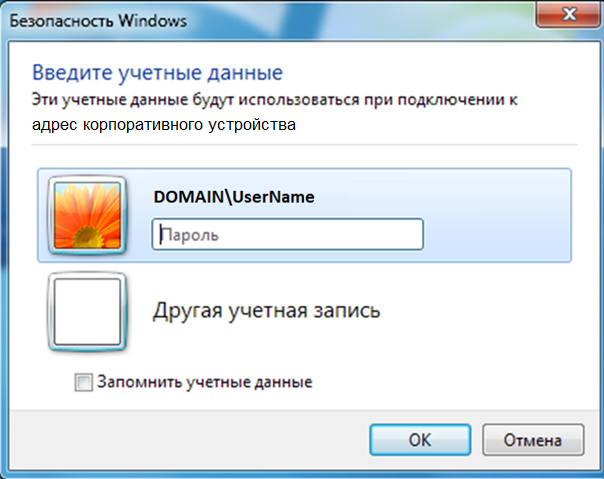 Безопасность Windows
Введите учетные данные
Эти учетные данные будут использоваться при подключении к
адрес корпоративного устройства
DOMAIN\UserName
Пароль
Другая учетная запись
Запомнить учетные данные
ОК
Отмена